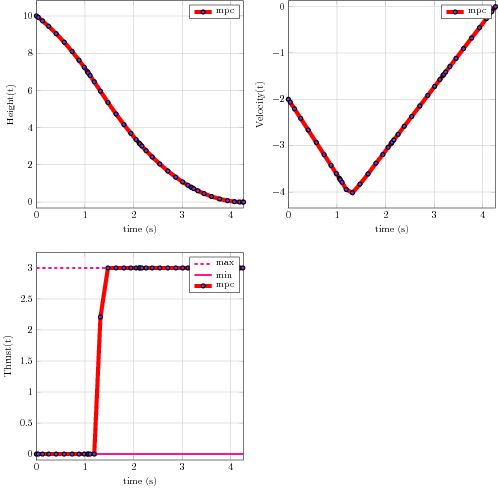 mpc
Height(t)
10
8
6
4
2
0
0 1 2 3 4
time (s)
mpc
Velocity(t)
0
−1
−2
−3
−4
0 1 2 3 4
time (s)
max
min
mpc
Thrust(t)
3
2.5
2
1.5
1
0.5
0
0 1 2 3 4
time (s)